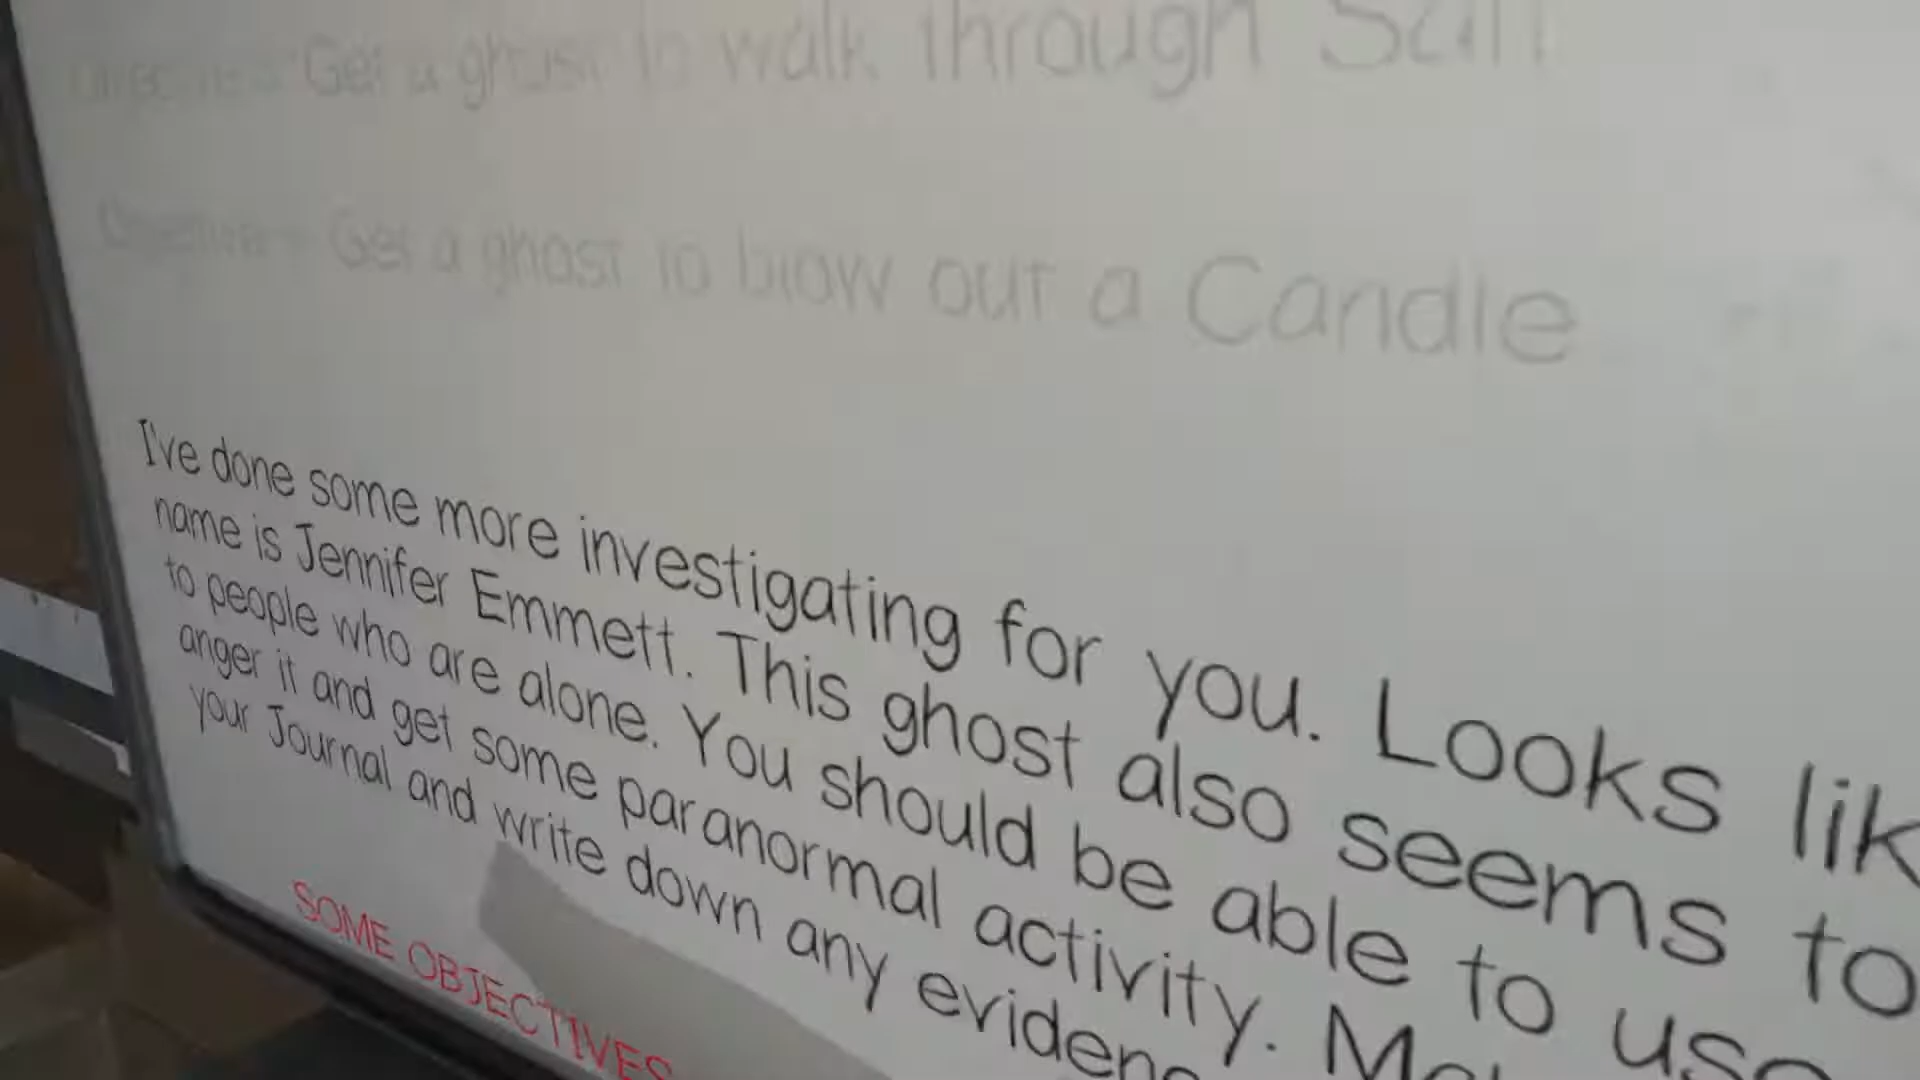 Get a ghost to walk through Salt
Get a ghost to blow out a Candle
I've done some more investigating for you. Looks lik
name is Jennifer Emmett. This ghost also seems to
to people who are alone. You should be able to use
anger it and get some paranormal activity.
your Journal and write down any evidenc
SOME OBJECTIVES